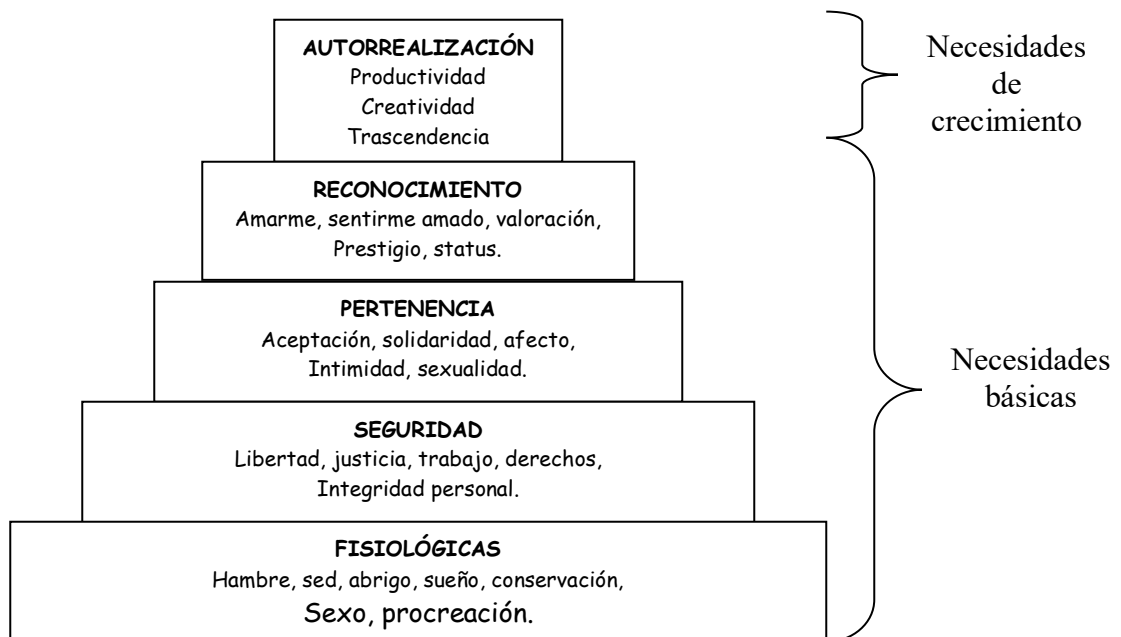 AUTORREALIZACIÓN
Productividad
Creatividad
Trascendencia
Necesidades
de
crecimiento
RECONOCIMIENTO
Amarme, sentirme amado, valoración,
Prestigio, status.
PERTENENCIA
Aceptación, solidaridad, afecto,
Intimidad, sexualidad.
Necesidades
básicas
SEGURIDAD
Libertad, justicia, trabajo, derechos,
Integridad personal.
FISIOLÓGICAS
Hambre, sed, abrigo, sueño, conservación,
Sexo, procreación.